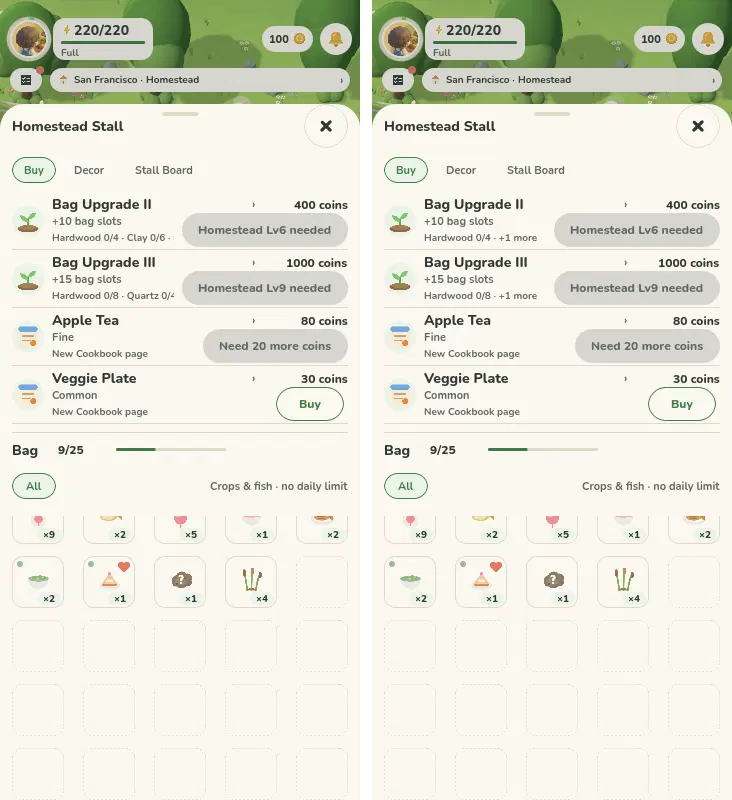 220/220
Full
100
San Francisco · Homestead ›
Homestead Stall
Buy Decor Stall Board
Bag Upgrade II › 400 coins
+10 bag slots
Hardwood 0/4 · Clay 0/6 ·
Homestead Lv6 needed
Bag Upgrade III › 1000 coins
+15 bag slots
Hardwood 0/8 · Quartz 0/4
Homestead Lv9 needed
Apple Tea › 80 coins
Fine
New Cookbook page
Need 20 more coins
Veggie Plate › 30 coins
Common
New Cookbook page
Buy
Bag 9/25
All Crops & fish · no daily limit
×9 ×2 ×5 ×1 ×2
?
×2 ×1 ×1 ×4
220/220
Full
100
San Francisco · Homestead ›
Homestead Stall
Buy Decor Stall Board
Bag Upgrade II › 400 coins
+10 bag slots
Hardwood 0/4 · +1 more
Homestead Lv6 needed
Bag Upgrade III › 1000 coins
+15 bag slots
Hardwood 0/8 · +1 more
Homestead Lv9 needed
Apple Tea › 80 coins
Fine
New Cookbook page
Need 20 more coins
Veggie Plate › 30 coins
Common
New Cookbook page
Buy
Bag 9/25
All Crops & fish · no daily limit
×9 ×2 ×5 ×1 ×2
?
×2 ×1 ×1 ×4